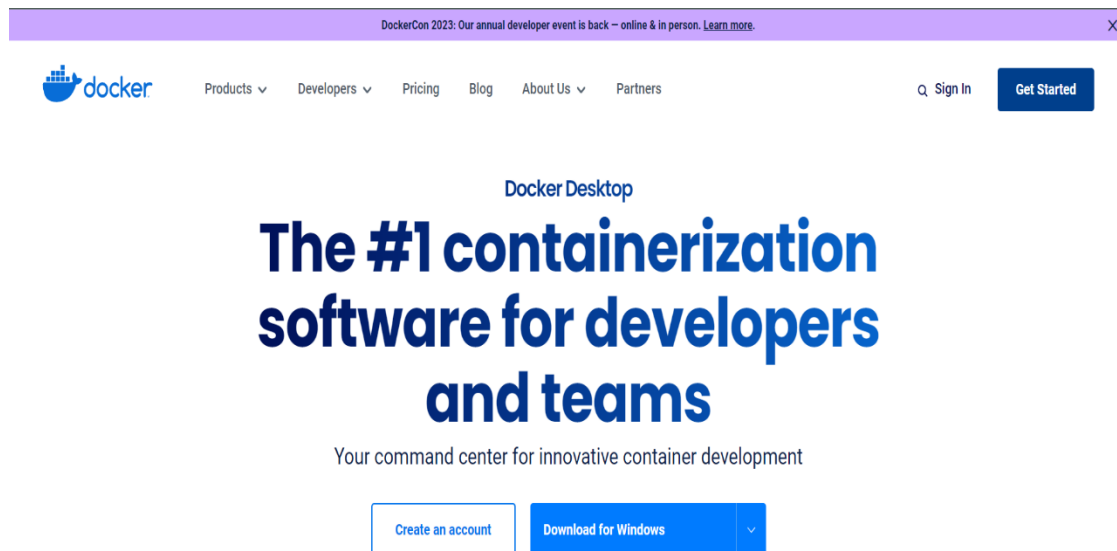 DockerCon 2023: Our annual developer event is back — online & in person. Learn more.
docker
Products
Developers
Pricing
Blog
About Us
Partners
Sign In
Get Started
Docker Desktop
The #1 containerization
software for developers
and teams
Your command center for innovative container development
Create an account
Download for Windows